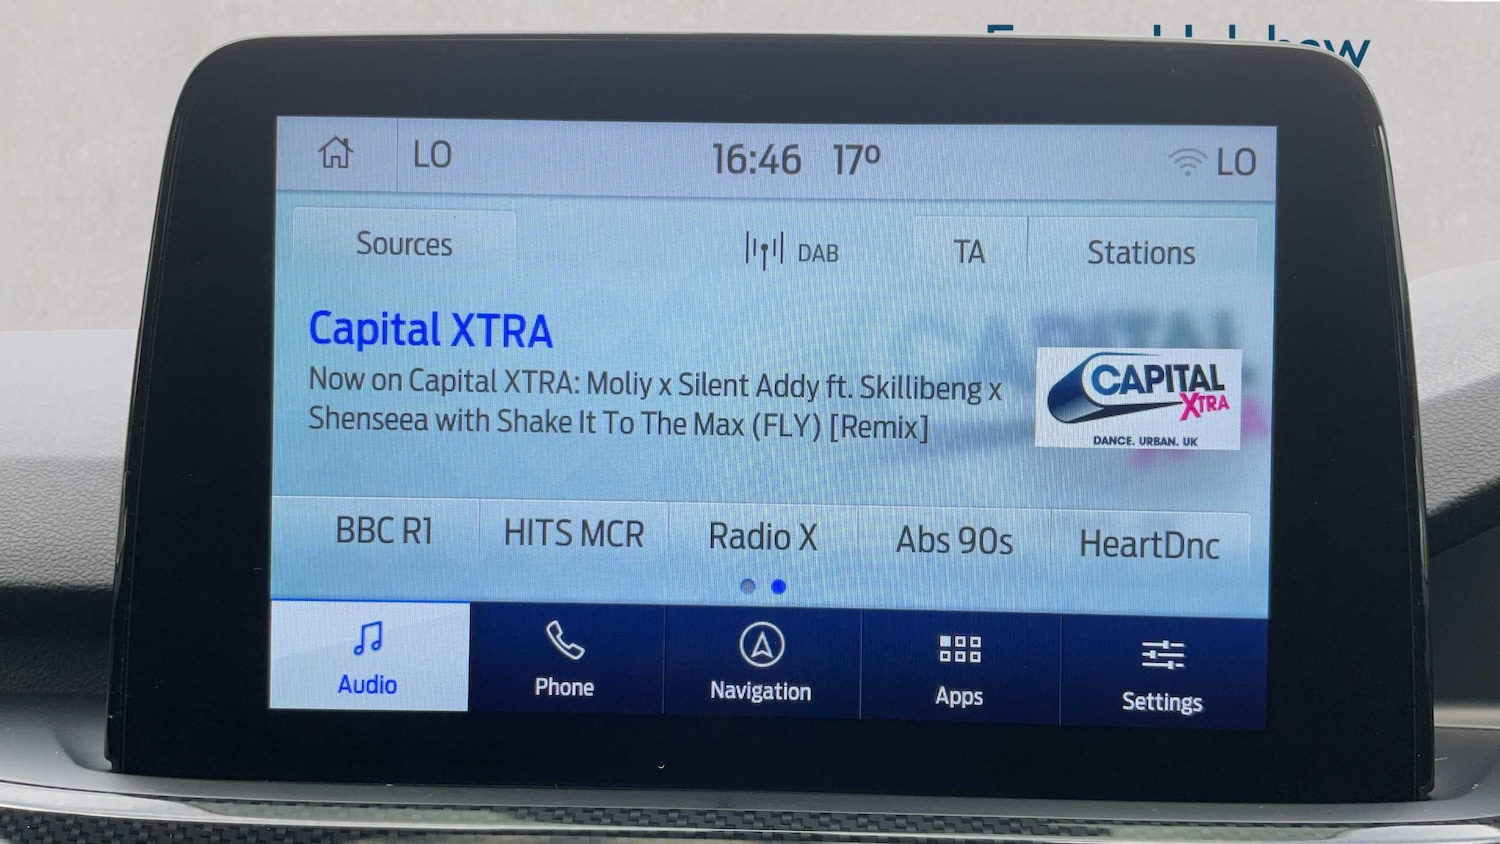 LO 16:46 17º LO
Sources DAB TA Stations
Capital XTRA
Now on Capital XTRA: Moliy x Silent Addy ft. Skillibeng x
Shenseea with Shake It To The Max (FLY) [Remix]
CAPITAL
XTRA
DANCE. URBAN. UK
BBC R1 HITS MCR Radio X Abs 90s HeartDnc
Audio Phone Navigation Apps Settings